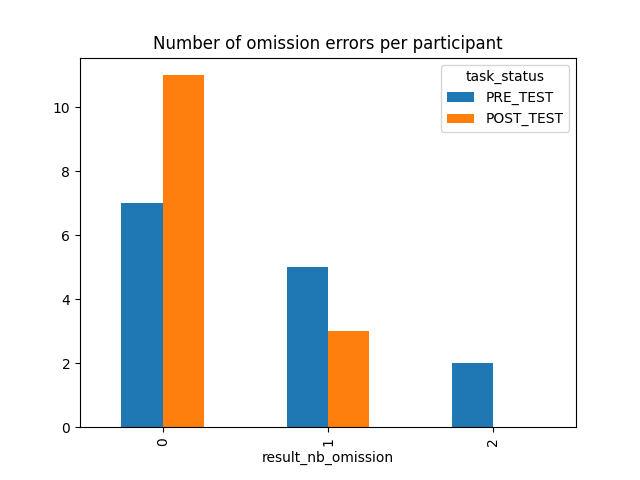 Number of omission errors per participant
task_status
PRE_TEST
POST_TEST
10
8
6
4
2
0
0
1
2
result_nb_omission